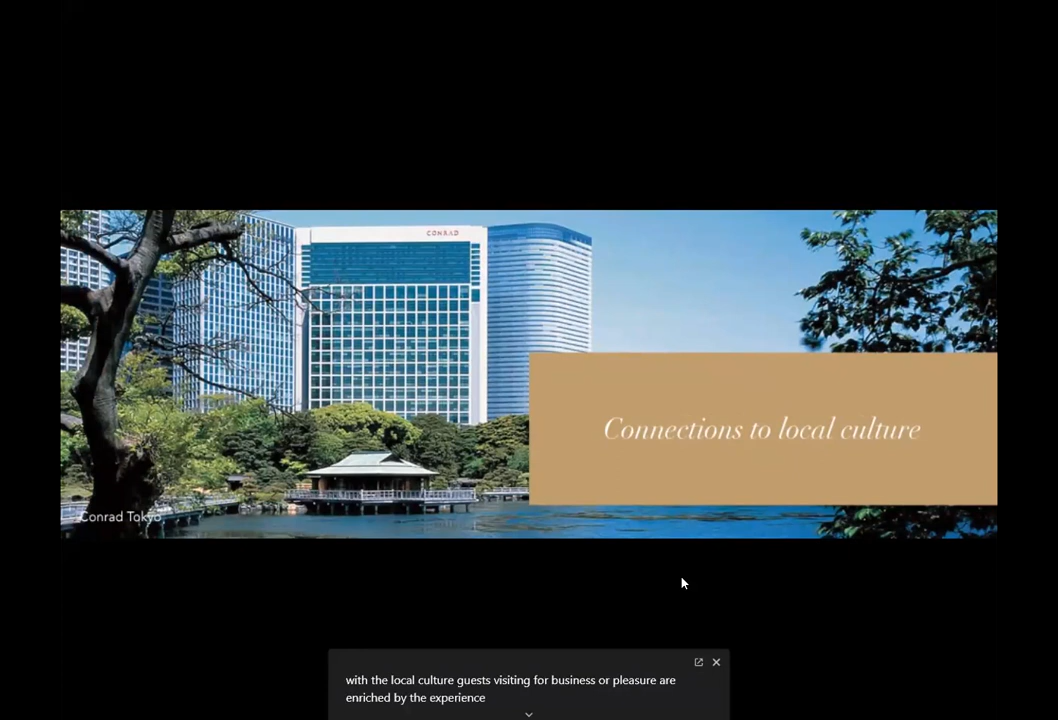 CONRAD
Connections to local culture
Conrad Tokyo
with the local culture guests visiting for business or pleasure are
enriched by the experience